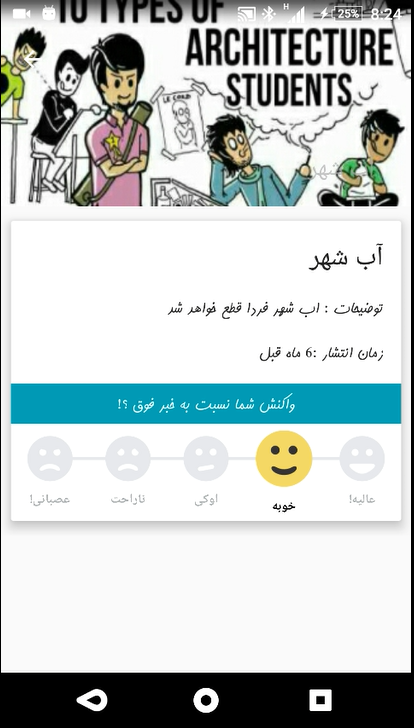 H 25% 8:24
10 TYPES OF
ARCHITECTURE
STUDENTS
LE CORB
شهر
آب شهر
توضیحات : اب شهر فردا قطع خواهد شد
زمان انتشار :6 ماه قبل
واکنش شما نسبت به خبر فوق ؟!
عالیه!
خوبه
اوکی
ناراحت
عصبانی!